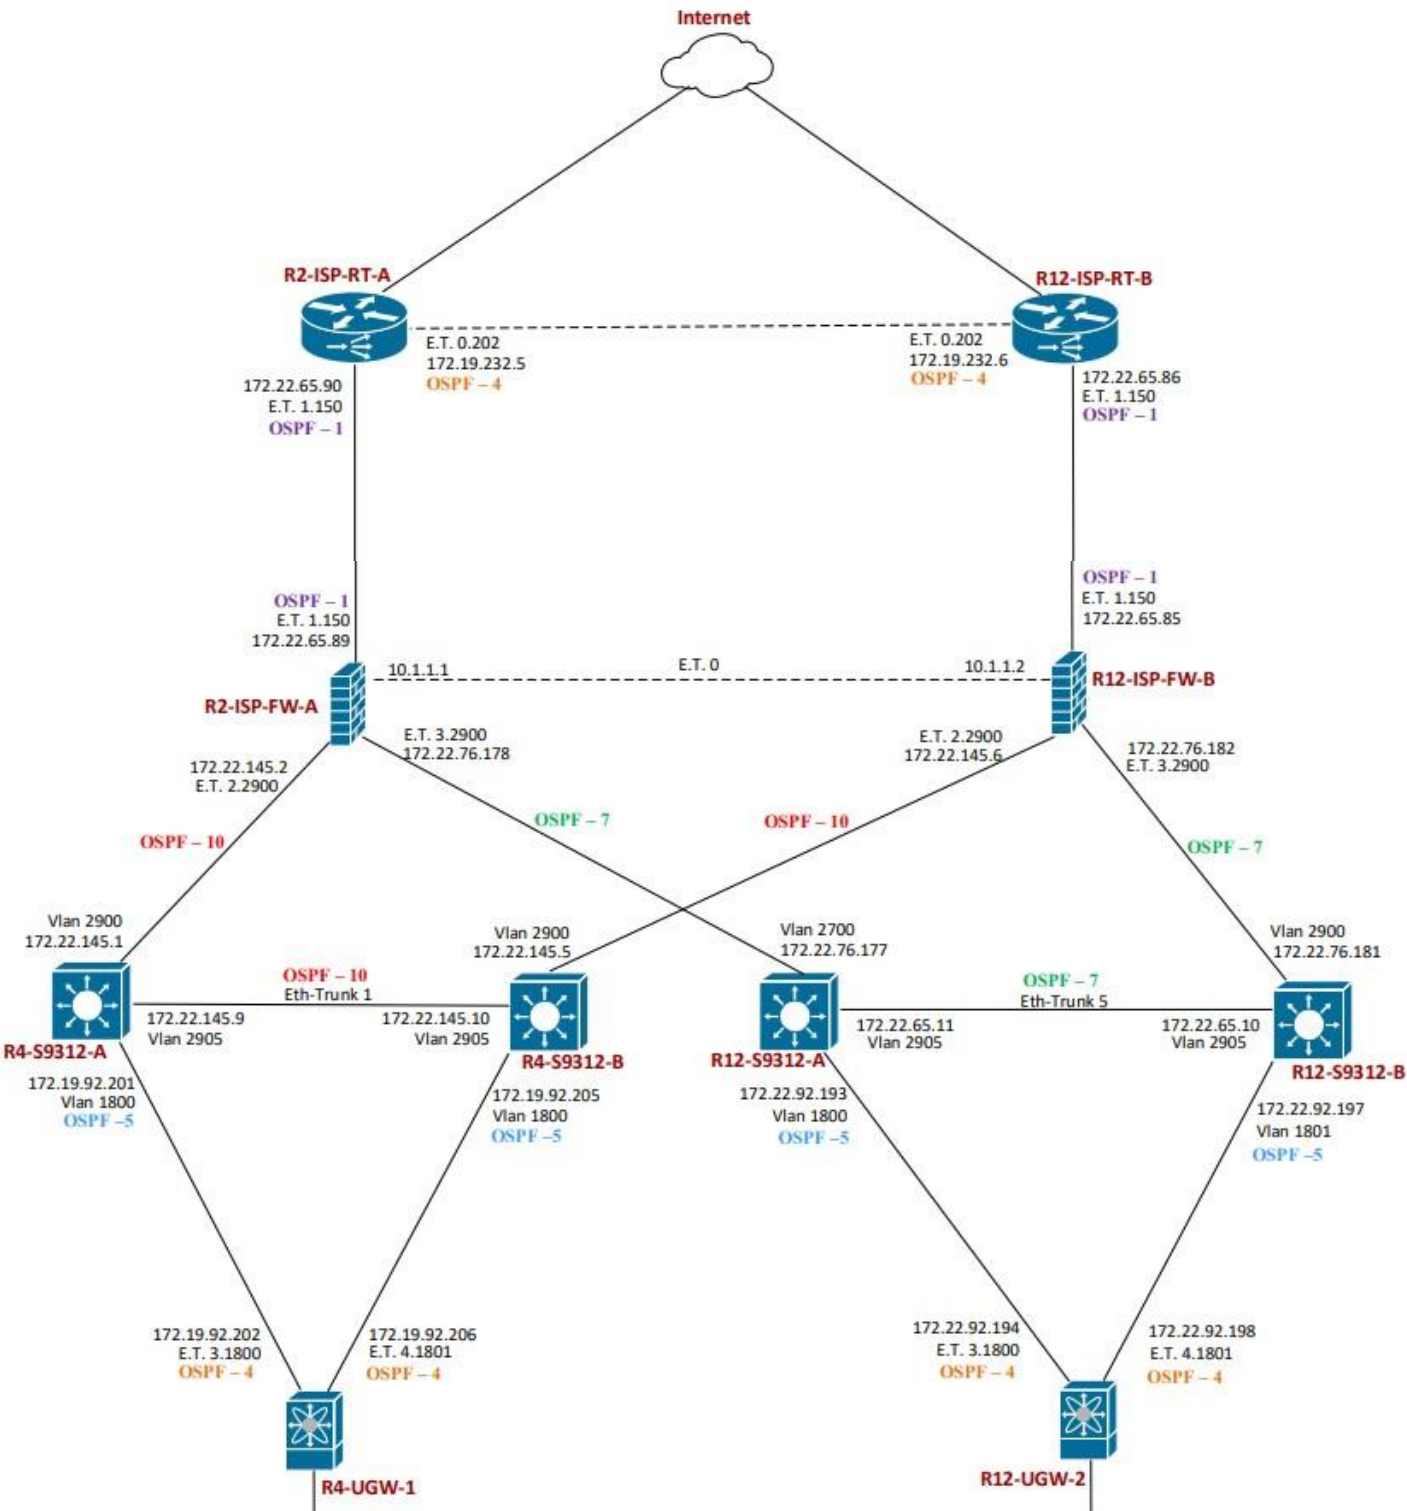 Internet
R2-ISP-RT-A
R12-ISP-RT-B
E.T. 0.202
172.19.232.5
OSPF – 4
E.T. 0.202
172.19.232.6
OSPF – 4
172.22.65.90
E.T. 1.150
OSPF – 1
172.22.65.86
E.T. 1.150
OSPF – 1
OSPF – 1
E.T. 1.150
172.22.65.89
OSPF – 1
E.T. 1.150
172.22.65.85
10.1.1.1
E.T. 0
10.1.1.2
R2-ISP-FW-A
R12-ISP-FW-B
172.22.145.2
E.T. 2.2900
E.T. 3.2900
172.22.76.178
E.T. 2.2900
172.22.145.6
172.22.76.182
E.T. 3.2900
OSPF – 10
OSPF – 7
OSPF – 10
OSPF – 7
Vlan 2900
172.22.145.1
Vlan 2900
172.22.145.5
Vlan 2700
172.22.76.177
Vlan 2900
172.22.76.181
OSPF – 10
Eth-Trunk 1
172.22.145.9
Vlan 2905
172.22.145.10
Vlan 2905
OSPF – 7
Eth-Trunk 5
172.22.65.11
Vlan 2905
172.22.65.10
Vlan 2905
R4-S9312-A
R4-S9312-B
R12-S9312-A
R12-S9312-B
172.19.92.201
Vlan 1800
OSPF –5
172.19.92.205
Vlan 1800
OSPF –5
172.22.92.193
Vlan 1800
OSPF –5
172.22.92.197
Vlan 1801
OSPF –5
172.19.92.202
E.T. 3.1800
OSPF – 4
172.19.92.206
E.T. 4.1801
OSPF – 4
172.22.92.194
E.T. 3.1800
OSPF – 4
172.22.92.198
E.T. 4.1801
OSPF – 4
R4-UGW-1
R12-UGW-2